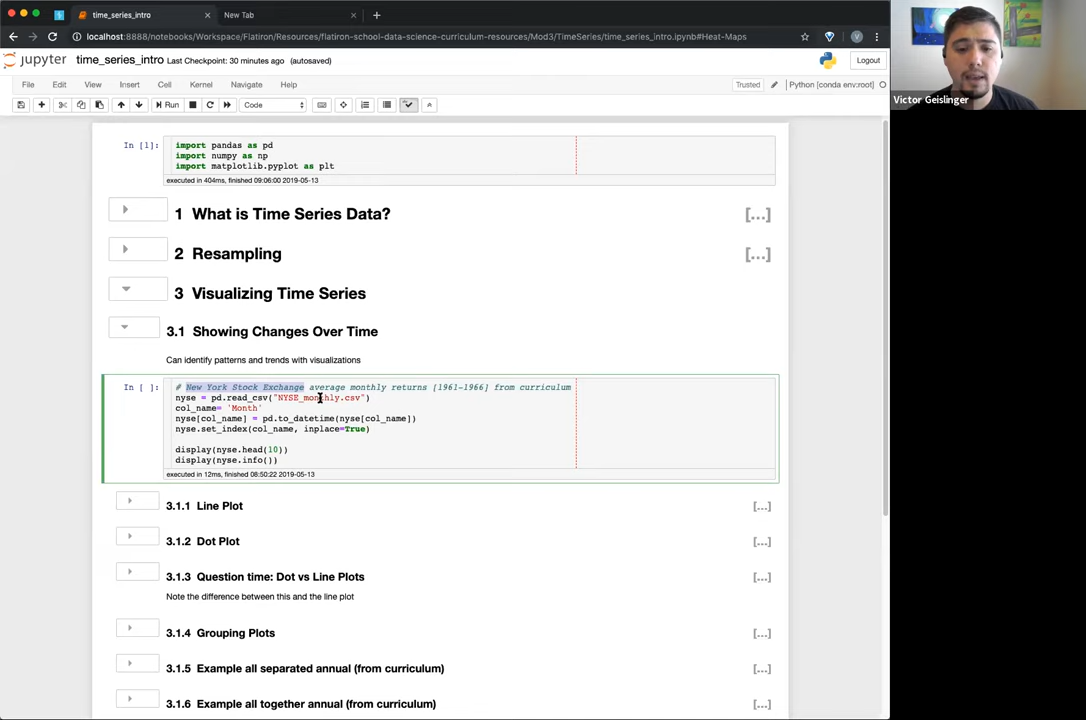 time_series_intro
New Tab
localhost:8888/notebooks/Workspace/Flatiron/Resources/flatiron-school-data-science-curriculum-resources/Mod3/TimeSeries/time_series_intro.ipynb#Heat-Maps
V
jupyter time_series_intro Last Checkpoint: 30 minutes ago (autosaved)
Logout
File Edit View Insert Cell Kernel Navigate Help
Trusted Python [conda env:root]
Run Code
In [1]: import pandas as pd
import numpy as np
import matplotlib.pyplot as plt
executed in 404ms, finished 09:06:00 2019-05-13
1 What is Time Series Data? [...]
2 Resampling [...]
3 Visualizing Time Series
3.1 Showing Changes Over Time
Can identify patterns and trends with visualizations
In [ ]: # New York Stock Exchange average monthly returns [1961-1966] from curriculum
nyse = pd.read_csv("NYSE_monthly.csv")
col_name= 'Month'
nyse[col_name] = pd.to_datetime(nyse[col_name])
nyse.set_index(col_name, inplace=True)
display(nyse.head(10))
display(nyse.info())
executed in 12ms, finished 08:50:22 2019-05-13
3.1.1 Line Plot [...]
3.1.2 Dot Plot [...]
3.1.3 Question time: Dot vs Line Plots [...]
Note the difference between this and the line plot
3.1.4 Grouping Plots [...]
3.1.5 Example all separated annual (from curriculum) [...]
3.1.6 Example all together annual (from curriculum) [...]
Victor Geislinger